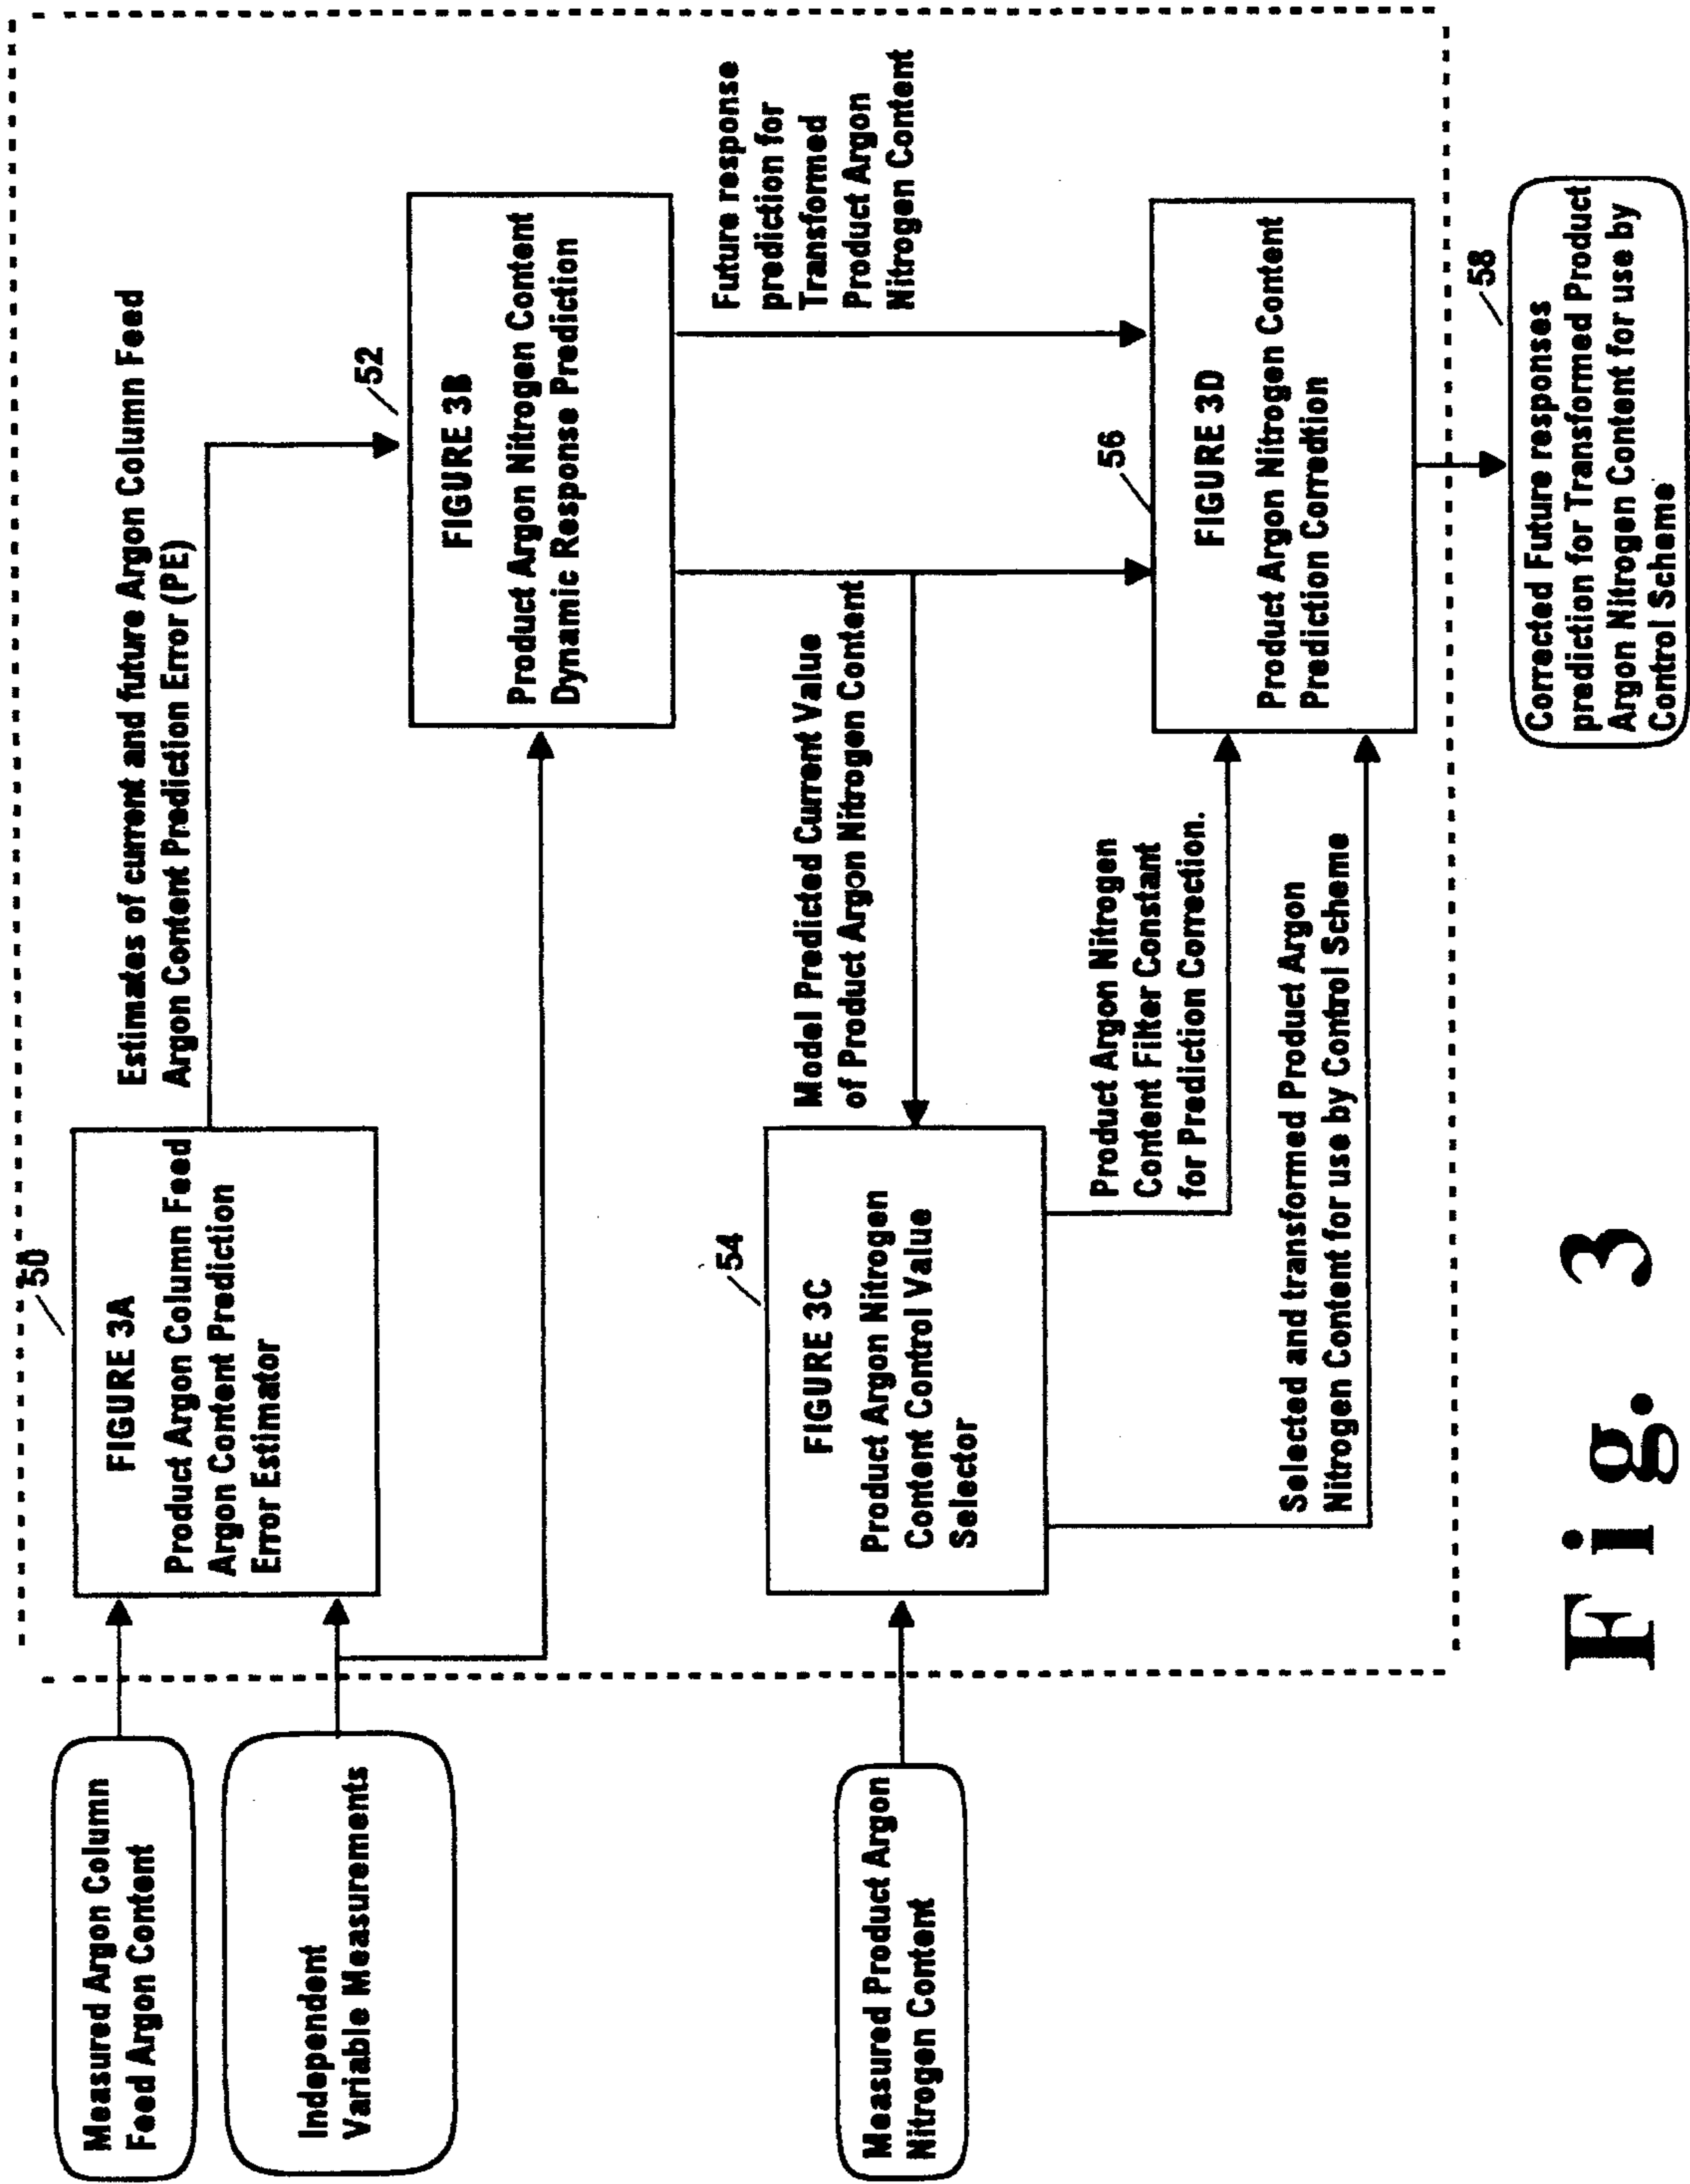 50
FIGURE 3A
Product Argon Column Feed
Argon Content Prediction
Error Estimator
Measured Argon Column
Feed Argon Content
Independent
Variable Measurements
Estimates of current and future Argon Column Feed
Argon Content Prediction Error (PE)
52
FIGURE 3B
Product Argon Nitrogen Content
Dynamic Response Prediction
Future response
prediction for
Transformed
Product Argon
Nitrogen Content
Model Predicted Current Value
of Product Argon Nitrogen Content
54
FIGURE 3C
Product Argon Nitrogen
Content Control Value
Selector
Measured Product Argon
Nitrogen Content
Product Argon Nitrogen
Content Filter Constant
for Prediction Correction.
Selected and transformed Product Argon
Nitrogen Content for use by Control Scheme
56
FIGURE 3D
Product Argon Nitrogen Content
Prediction Corredtion
58
Corrected Future responses
prediction for Transformed Product
Argon Nitrogen Content for use by
Control Scheme
Fig. 3